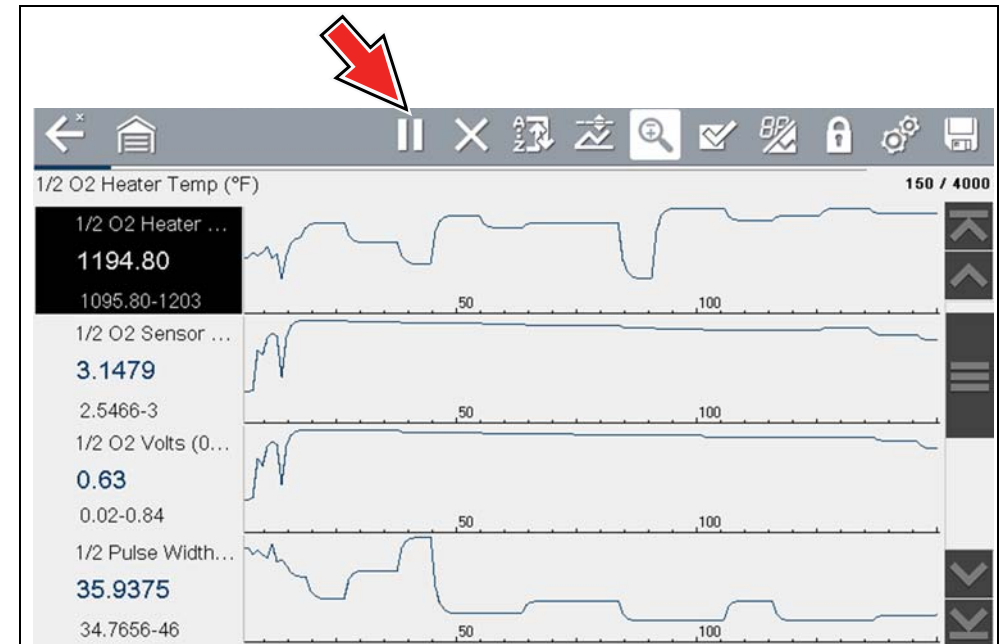 1/2 O2 Heater Temp (°F)
150 / 4000
1/2 O2 Heater ...
1194.80
1095.80-1203
50
100
1/2 O2 Sensor ...
3.1479
2.5466-3
50
100
1/2 O2 Volts (0...
0.63
0.02-0.84
50
100
1/2 Pulse Width...
35.9375
34.7656-46
50
100